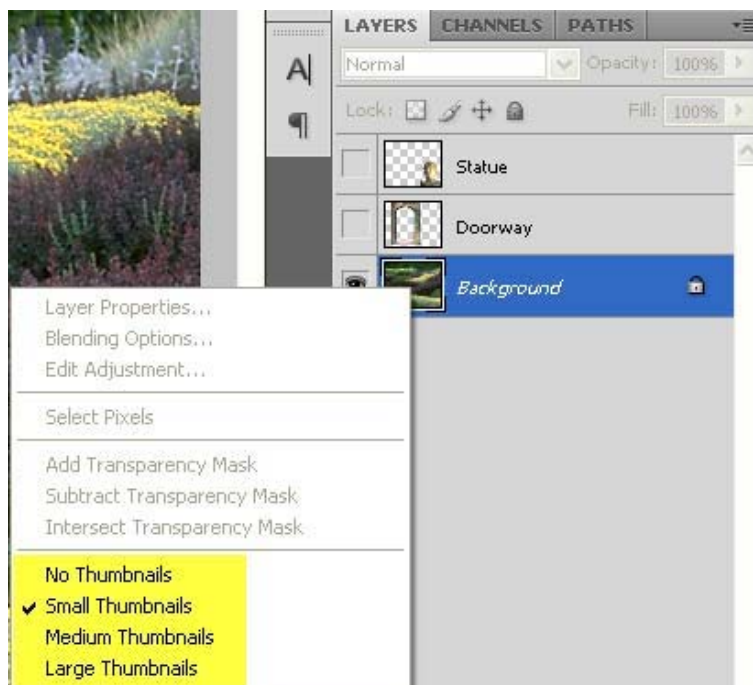 LAYERS CHANNELS PATHS
Normal Opacity: 100%
Lock: Fill: 100%
A
¶
Statue
Doorway
Background
Layer Properties...
Blending Options...
Edit Adjustment...
Select Pixels
Add Transparency Mask
Subtract Transparency Mask
Intersect Transparency Mask
No Thumbnails
Small Thumbnails
Medium Thumbnails
Large Thumbnails